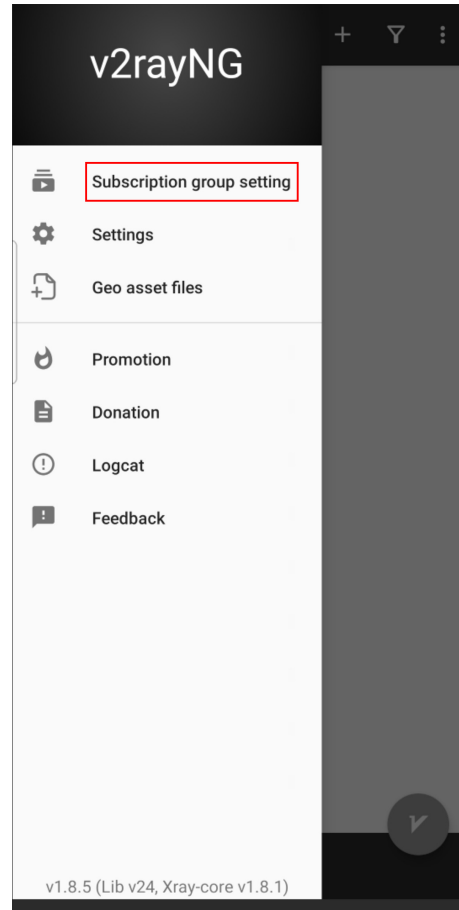 v2rayNG
Subscription group setting
Settings
Geo asset files
Promotion
Donation
Logcat
Feedback
v1.8.5 (Lib v24, Xray-core v1.8.1)